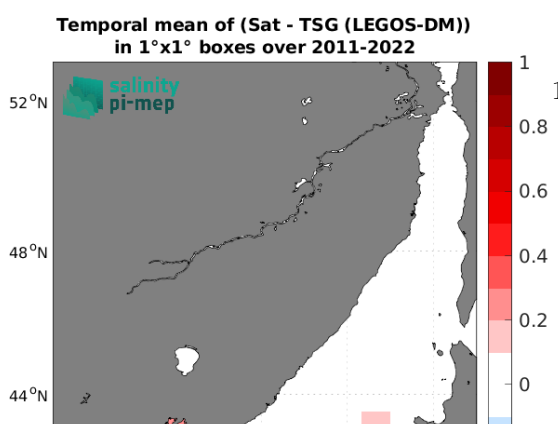 Temporal mean of (Sat - TSG (LEGOS-DM))
in 1°x1° boxes over 2011-2022
salinity
pi-mep
52°N
48°N
44°N
1
0.8
0.6
0.4
0.2
0